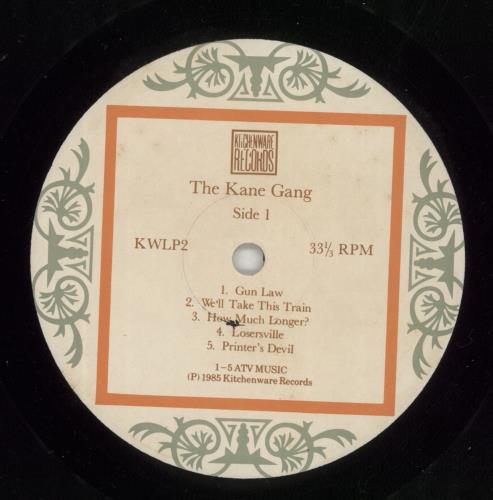 KITCHENWARE
RECORDS
The Kane Gang
Side 1
KWLP2 33⅓ RPM
1. Gun Law
2. We'll Take This Train
3. How Much Longer?
4. Losersville
5. Printer's Devil
1–5 ATV MUSIC
(P) 1985 Kitchenware Records